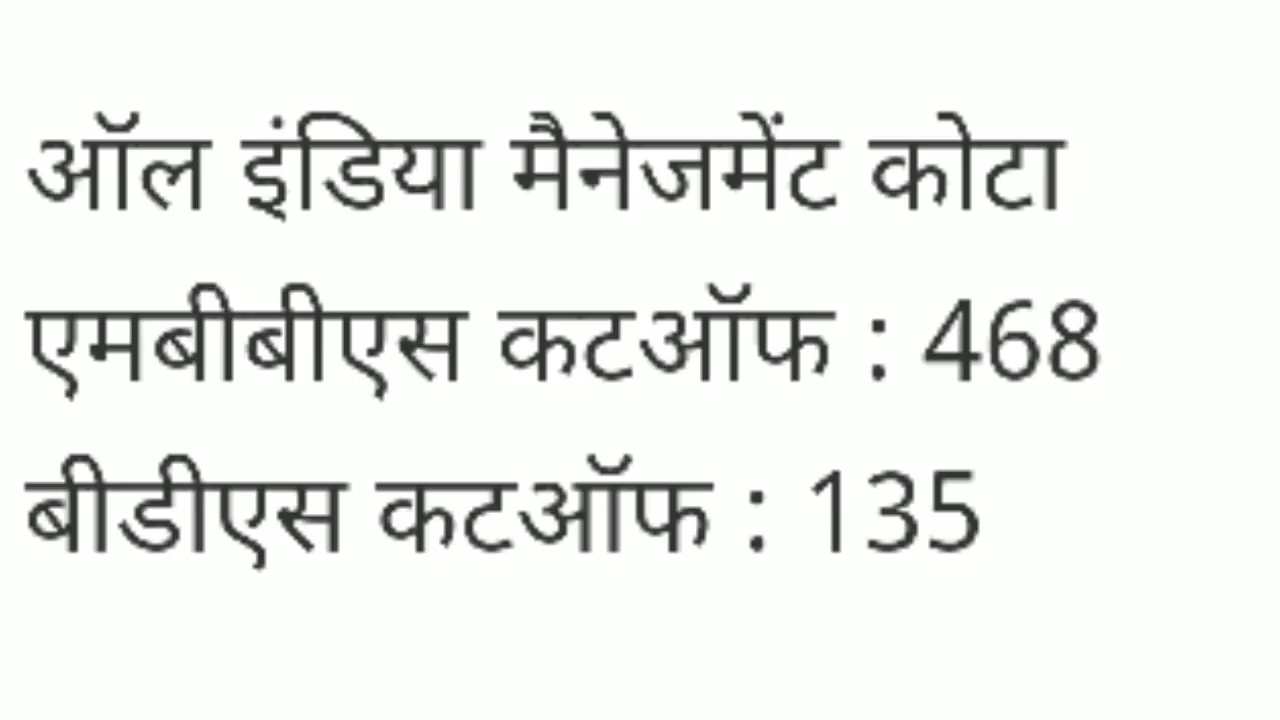 ऑल इंडिया मैनेजमेंट कोटा
एमबीबीएस कटऑफ : 468
बीडीएस कटऑफ : 135